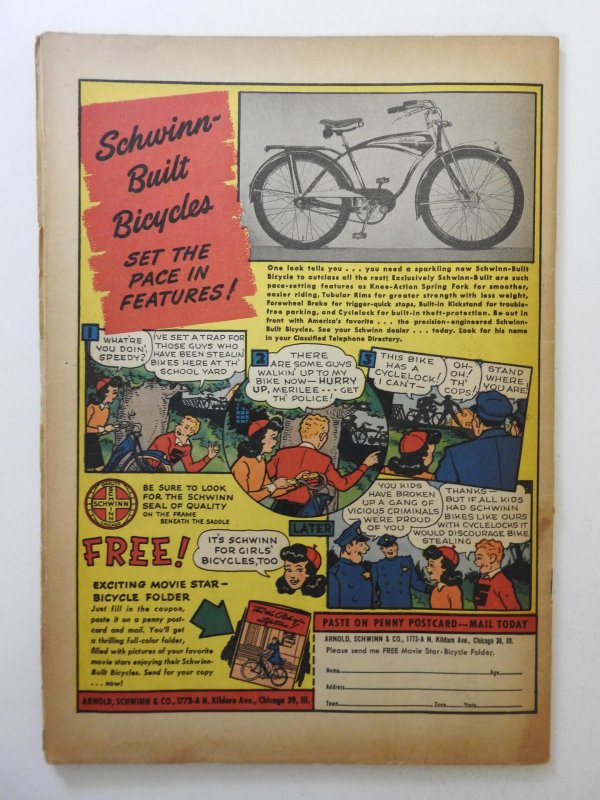 Schwinn-
Built
Bicycles
SET THE
PACE IN
FEATURES!
One look tells you . . . you need a sparkling new Schwinn-Built
Bicycle to outclass all the rest! Exclusively Schwinn-Built are such
pace-setting features as Knee-Action Spring Fork for smoother,
easier riding, Tubular Rims for greater strength with less weight,
Forewheel Brake for trigger-quick stops, Built-in Kickstand for trouble-
free parking, and Cyclelock for built-in theft-protection. Be out in
front with America's favorite . . . the precision-engineered Schwinn-
Built Bicycles. See your Schwinn dealer . . . today. Look for his name
in your Classified Telephone Directory.
1
WHAT'RE
YOU DOIN',
SPEEDY?
I'VE SET A TRAP FOR
THOSE GUYS WHO
HAVE BEEN STEALIN'
BIKES HERE AT TH'
SCHOOL YARD
2
THERE
ARE SOME GUYS
WALKIN' UP TO MY
BIKE NOW — HURRY
UP, MERILEE . . . GET
TH' POLICE!
3
THIS BIKE
HAS A
CYCLELOCK!
I CAN'T —
OH-
OH!
TH'
COPS!
STAND
WHERE
YOU ARE!
SCHWINN
BE SURE TO LOOK
FOR THE SCHWINN
SEAL OF QUALITY
ON THE FRAME
BENEATH THE SADDLE
LATER
YOU KIDS
HAVE BROKEN
UP A GANG OF
VICIOUS CRIMINALS
WE'RE PROUD
OF YOU
THANKS —
BUT IF ALL KIDS
HAD SCHWINN
BIKES LIKE OURS
WITH CYCLELOCKS IT
WOULD DISCOURAGE BIKE
STEALING
FREE!
IT'S SCHWINN
FOR GIRLS'
BICYCLES, TOO
EXCITING MOVIE STAR—
BICYCLE FOLDER
Just fill in the coupon,
paste it on a penny post-
card and mail. You'll get
a thrilling full-color folder,
filled with pictures of your favorite
movie stars enjoying their Schwinn-
Built Bicycles. Send for your copy
. . . now!
ARNOLD, SCHWINN & CO., 1773-A N. Kildare Ave., Chicago 39, Ill.
PASTE ON PENNY POSTCARD—MAIL TODAY
ARNOLD, SCHWINN & CO., 1773-A N. Kildare Ave., Chicago 39, Ill.
Please send me FREE Movie Star-Bicycle Folder.
Name Age
Address
Town Zone State